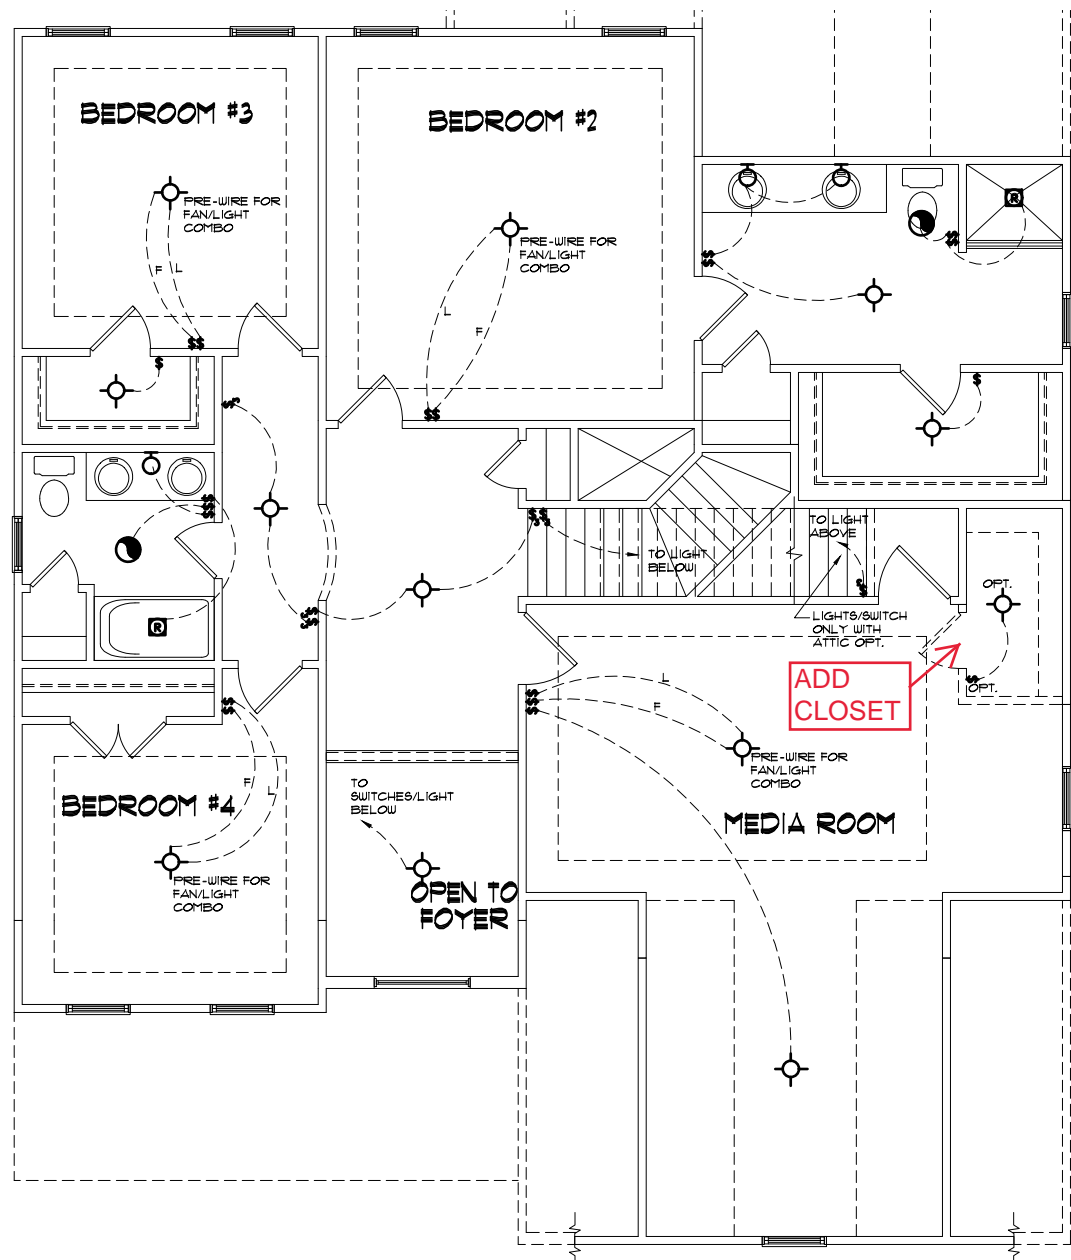 BEDROOM #3
BEDROOM #2
PRE-WIRE FOR
FAN/LIGHT
COMBO
F
L
PRE-WIRE FOR
FAN/LIGHT
COMBO
L
F
R
$$
$$
$
$
$
$
$
$
$
$3
$
$
$
TO LIGHT
ABOVE
TO LIGHT
BELOW
OPT.
R
LIGHTS/SWITCH
ONLY WITH
ATTIC OPT.
ADD
CLOSET
$
OPT.
L
F
$
$
$
$
$
PRE-WIRE FOR
FAN/LIGHT
COMBO
TO
SWITCHES/LIGHT
BELOW
F
L
BEDROOM #4
MEDIA ROOM
PRE-WIRE FOR
FAN/LIGHT
COMBO
OPEN TO
FOYER